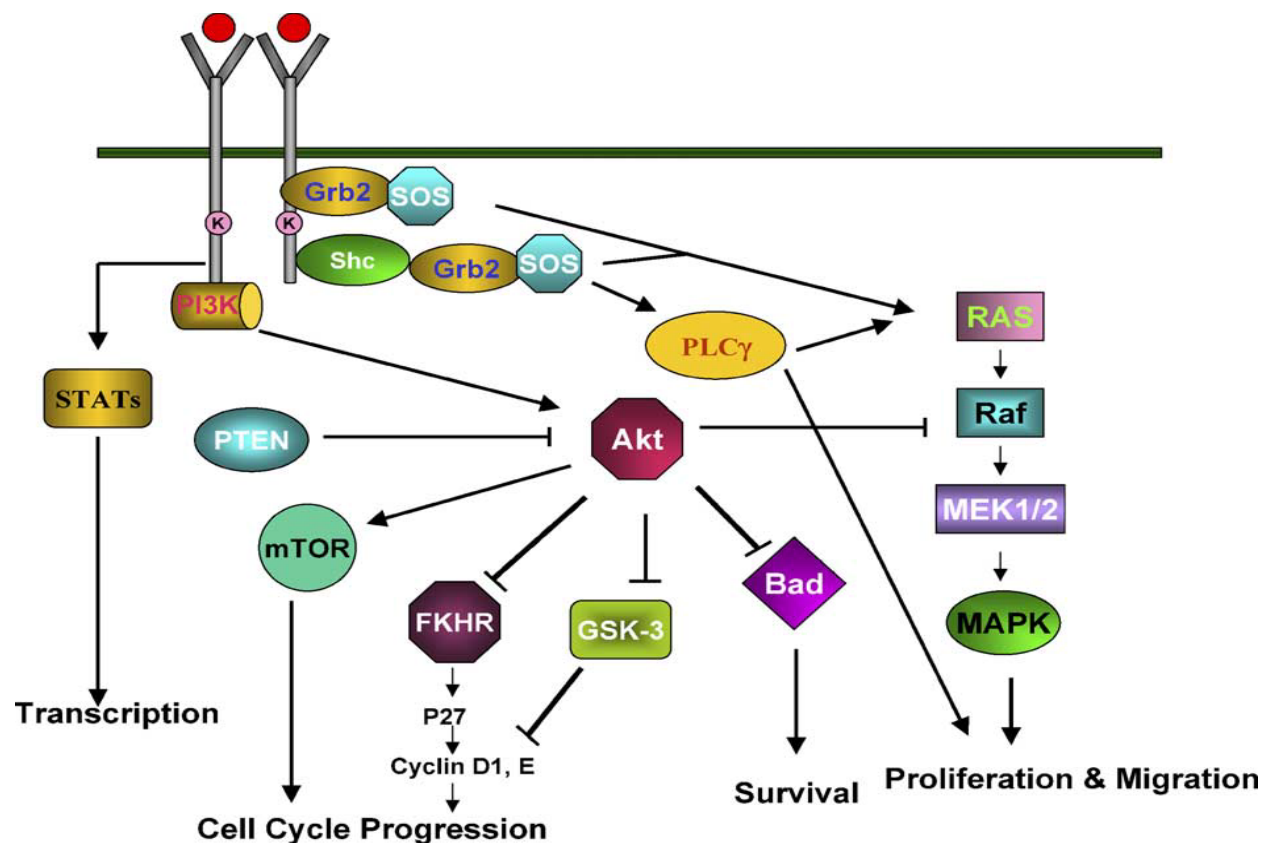 Grb2
SOS
K
K
Shc
Grb2
SOS
PI3K
PLCγ
RAS
STATs
PTEN
Akt
Raf
mTOR
MEK1/2
FKHR
GSK-3
Bad
MAPK
Transcription
P27
Cyclin D1, E
Survival
Proliferation & Migration
Cell Cycle Progression